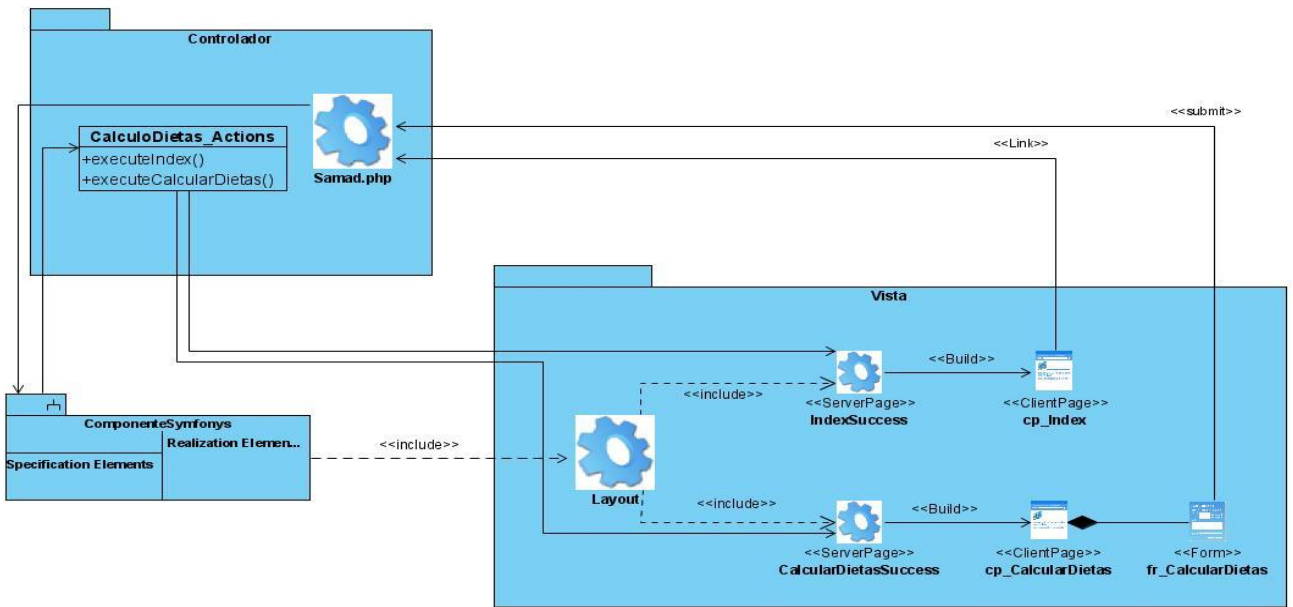 Controlador
CalculoDietas_Actions
+executeIndex()
+executeCalcularDietas()
Samad.php
<<submit>>
<<Link>>
Vista
<<Build>>
<<include>>
<<ServerPage>>
IndexSuccess
<<ClientPage>>
cp_Index
ComponenteSymfonys
Realization Elemen...
Specification Elements
<<include>>
Layout
<<include>>
<<Build>>
<<ServerPage>>
CalcularDietasSuccess
<<ClientPage>>
cp_CalcularDietas
<<Form>>
fr_CalcularDietas